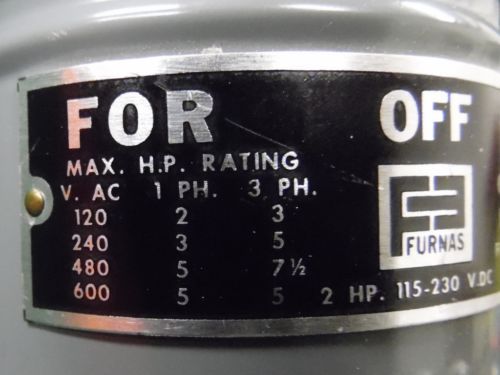 FOR OFF
MAX. H.P. RATING
V. AC 1 PH. 3 PH.
120 2 3
240 3 5
480 5 7½
600 5 5 2 HP. 115-230 V.DC
FURNAS